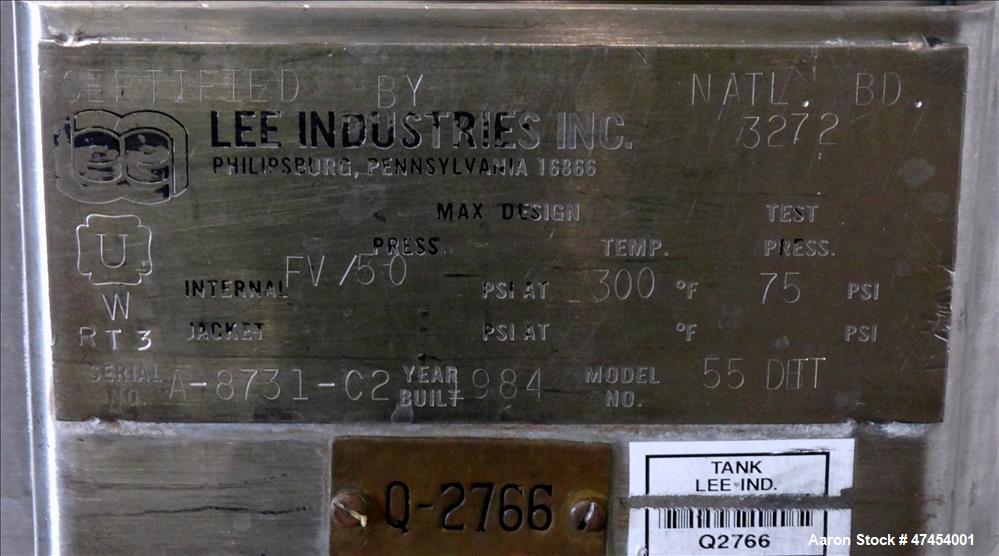 CERTIFIED BY NATL. BD.
LEE INDUSTRIES INC. 3272
PHILIPSBURG, PENNSYLVANIA 16866
MAX DESIGN TEST
PRESS. TEMP. PRESS.
U
INTERNAL FV/50 PSI AT 300 °F 75 PSI
W
JACKET PSI AT °F PSI
RT3
SERIAL NO. A-8731-C2 YEAR BUILT 1984 MODEL NO. 55 DBT
Q-2766
TANK
LEE IND.
Q2766
Aaron Stock # 47454001